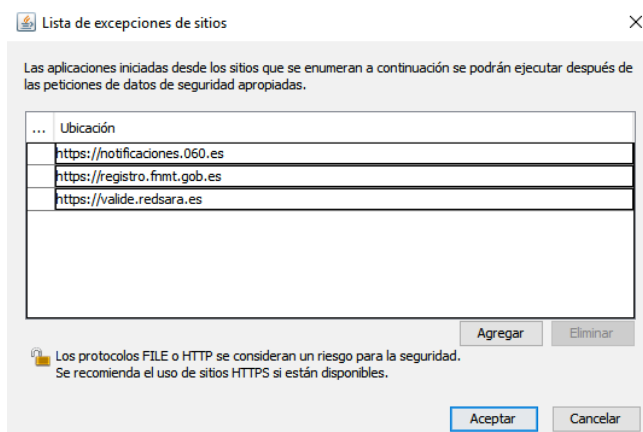 Lista de excepciones de sitios
Las aplicaciones iniciadas desde los sitios que se enumeran a continuación se podrán ejecutar después de
las peticiones de datos de seguridad apropiadas.
... Ubicación
https://notificaciones.060.es
https://registro.fnmt.gob.es
https://valide.redsara.es
Agregar Eliminar
Los protocolos FILE o HTTP se consideran un riesgo para la seguridad.
Se recomienda el uso de sitios HTTPS si están disponibles.
Aceptar Cancelar